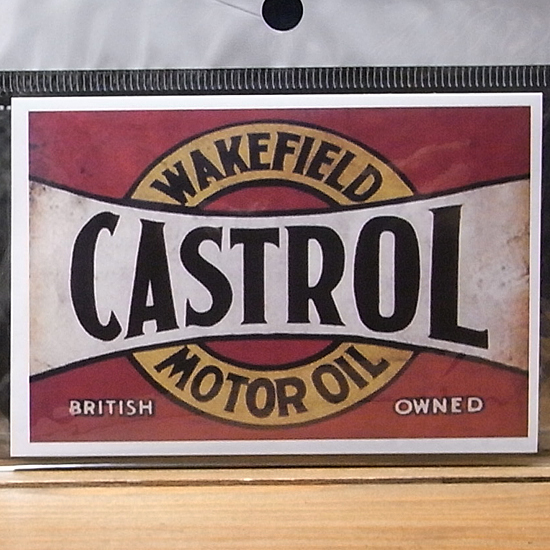 WAKEFIELD
CASTROL
MOTOR OIL
BRITISH OWNED